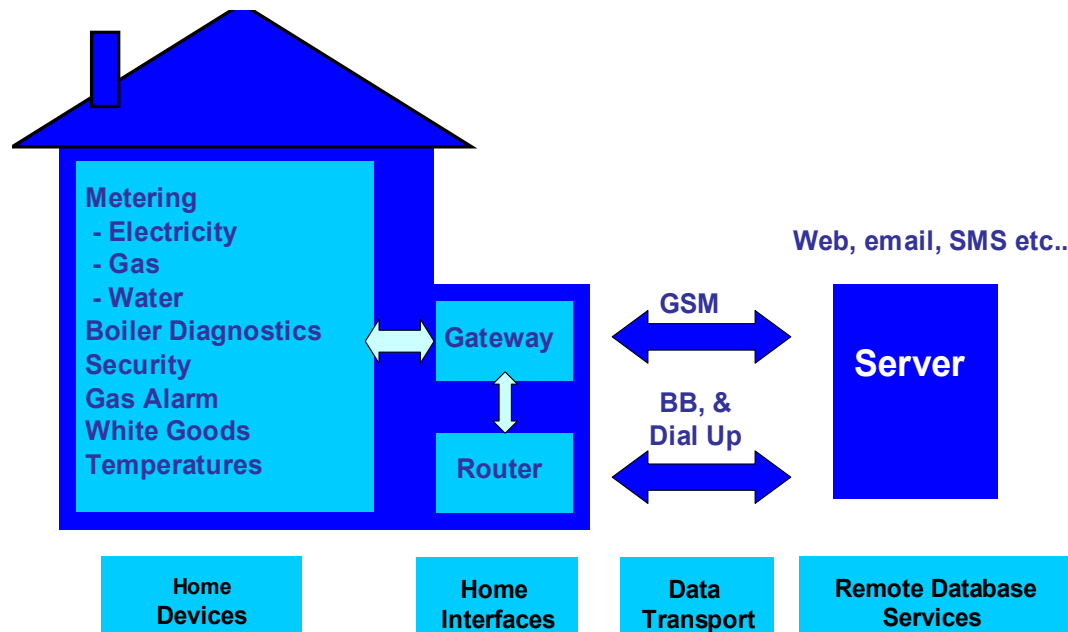 Metering
- Electricity
- Gas
- Water
Boiler Diagnostics
Security
Gas Alarm
White Goods
Temperatures
Gateway
Router
GSM
BB, &
Dial Up
Web, email, SMS etc..
Server
Home
Devices
Home
Interfaces
Data
Transport
Remote Database
Services